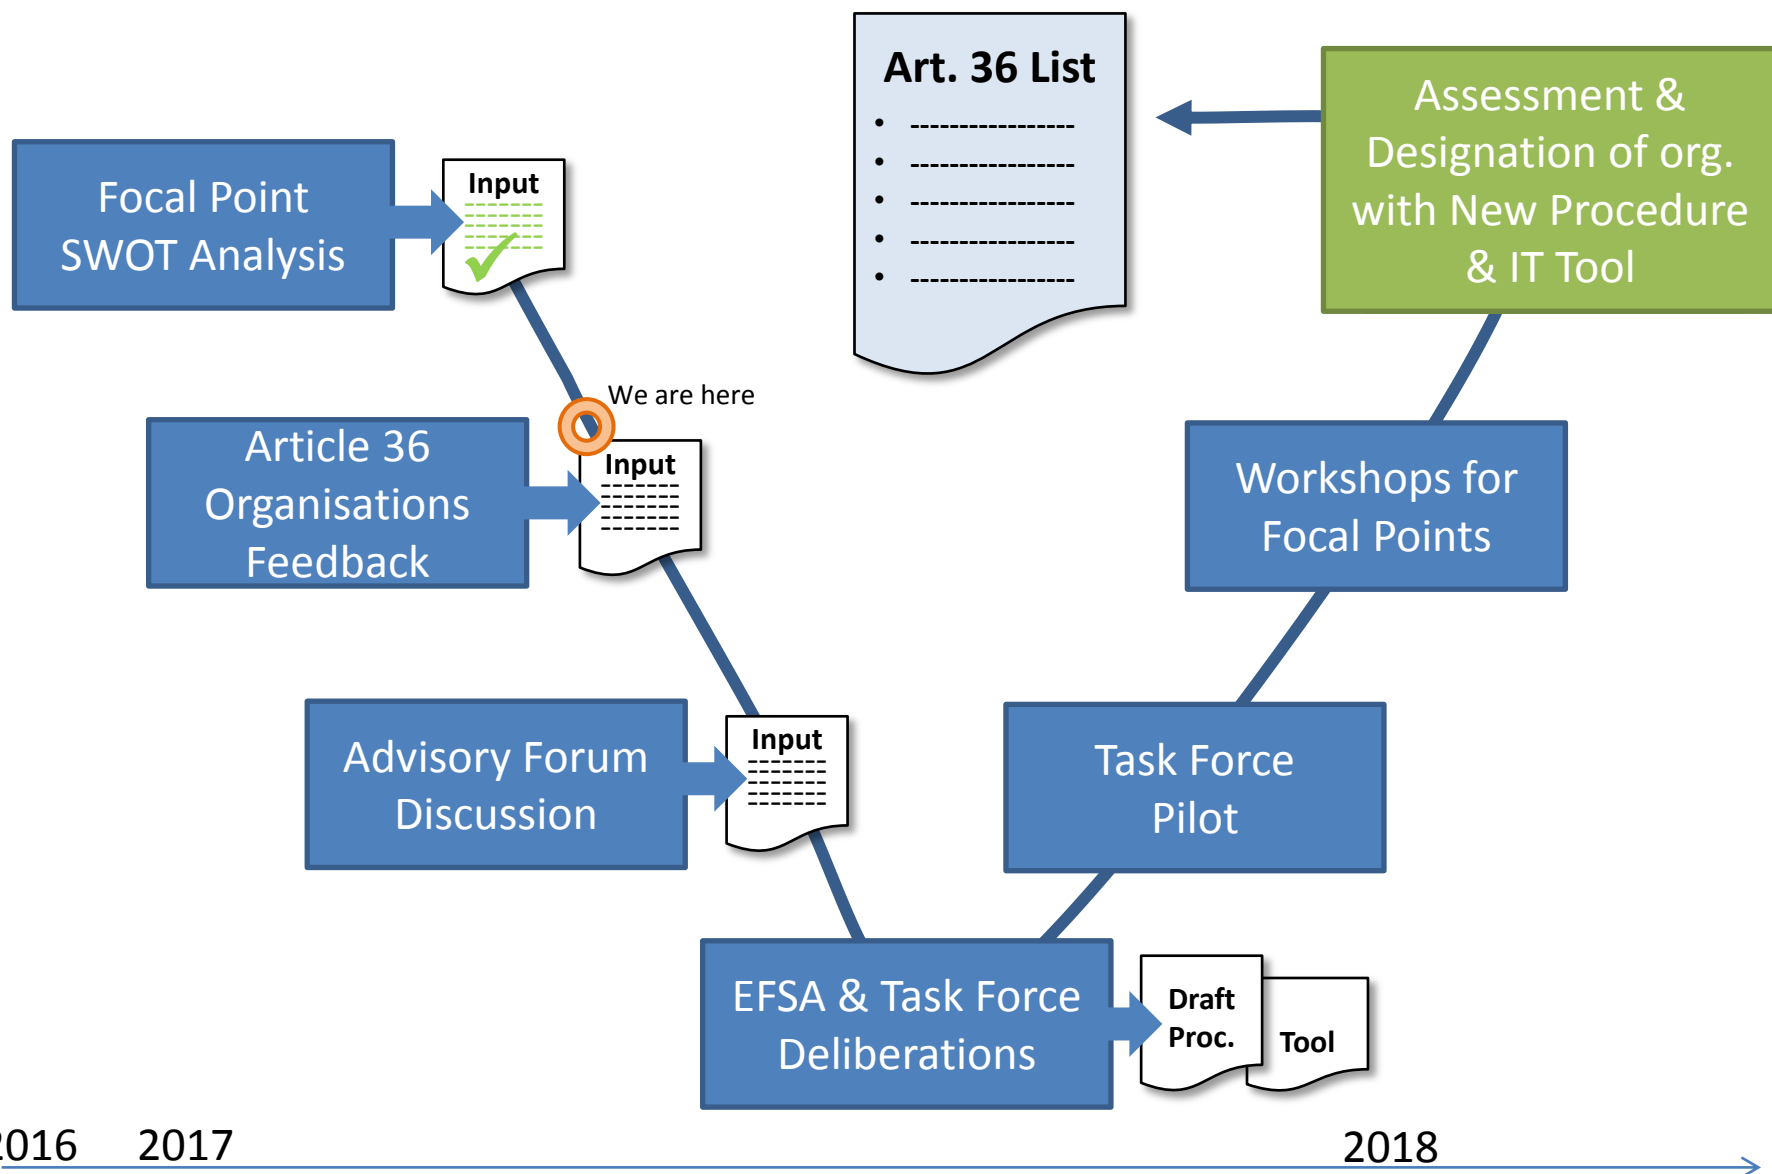 Art. 36 List
Assessment &
Designation of org.
with New Procedure
& IT Tool
Focal Point
SWOT Analysis
Input
We are here
Article 36
Organisations
Feedback
Input
Workshops for
Focal Points
Advisory Forum
Discussion
Input
Task Force
Pilot
EFSA & Task Force
Deliberations
Draft
Proc.
Tool
2016 2017 2018